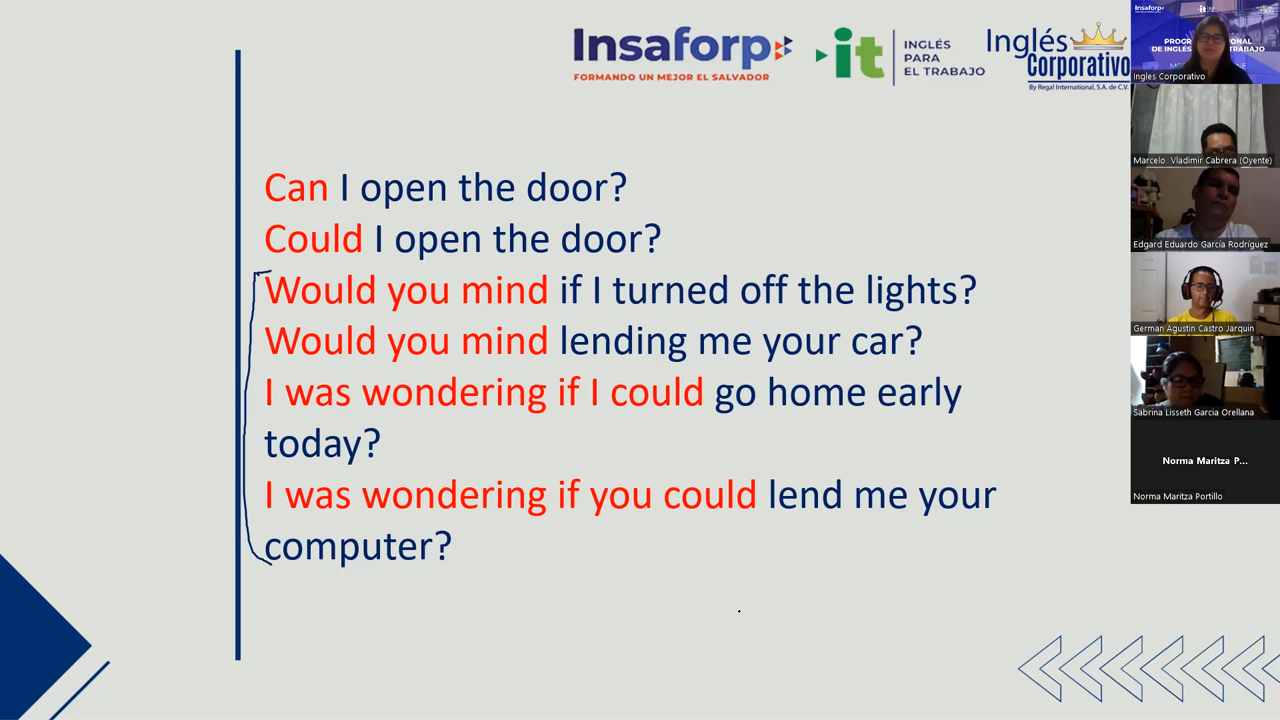 Insaforp
FORMANDO UN MEJOR EL SALVADOR
it
INGLÉS
PARA
EL TRABAJO
Inglés
Corporativo
By Regal International, S.A. de C.V.
Can I open the door?
Could I open the door?
Would you mind if I turned off the lights?
Would you mind lending me your car?
I was wondering if I could go home early
today?
I was wondering if you could lend me your
computer?
Insaforp
it
Ingles Corporativo
Marcelo Vladimir Cabrera (Oyente)
Edgard Eduardo García Rodríguez
German Agustin Castro Jarquin
Sabrina Lisseth Garcia Orellana
Norma Maritza P...
Norma Maritza Portillo